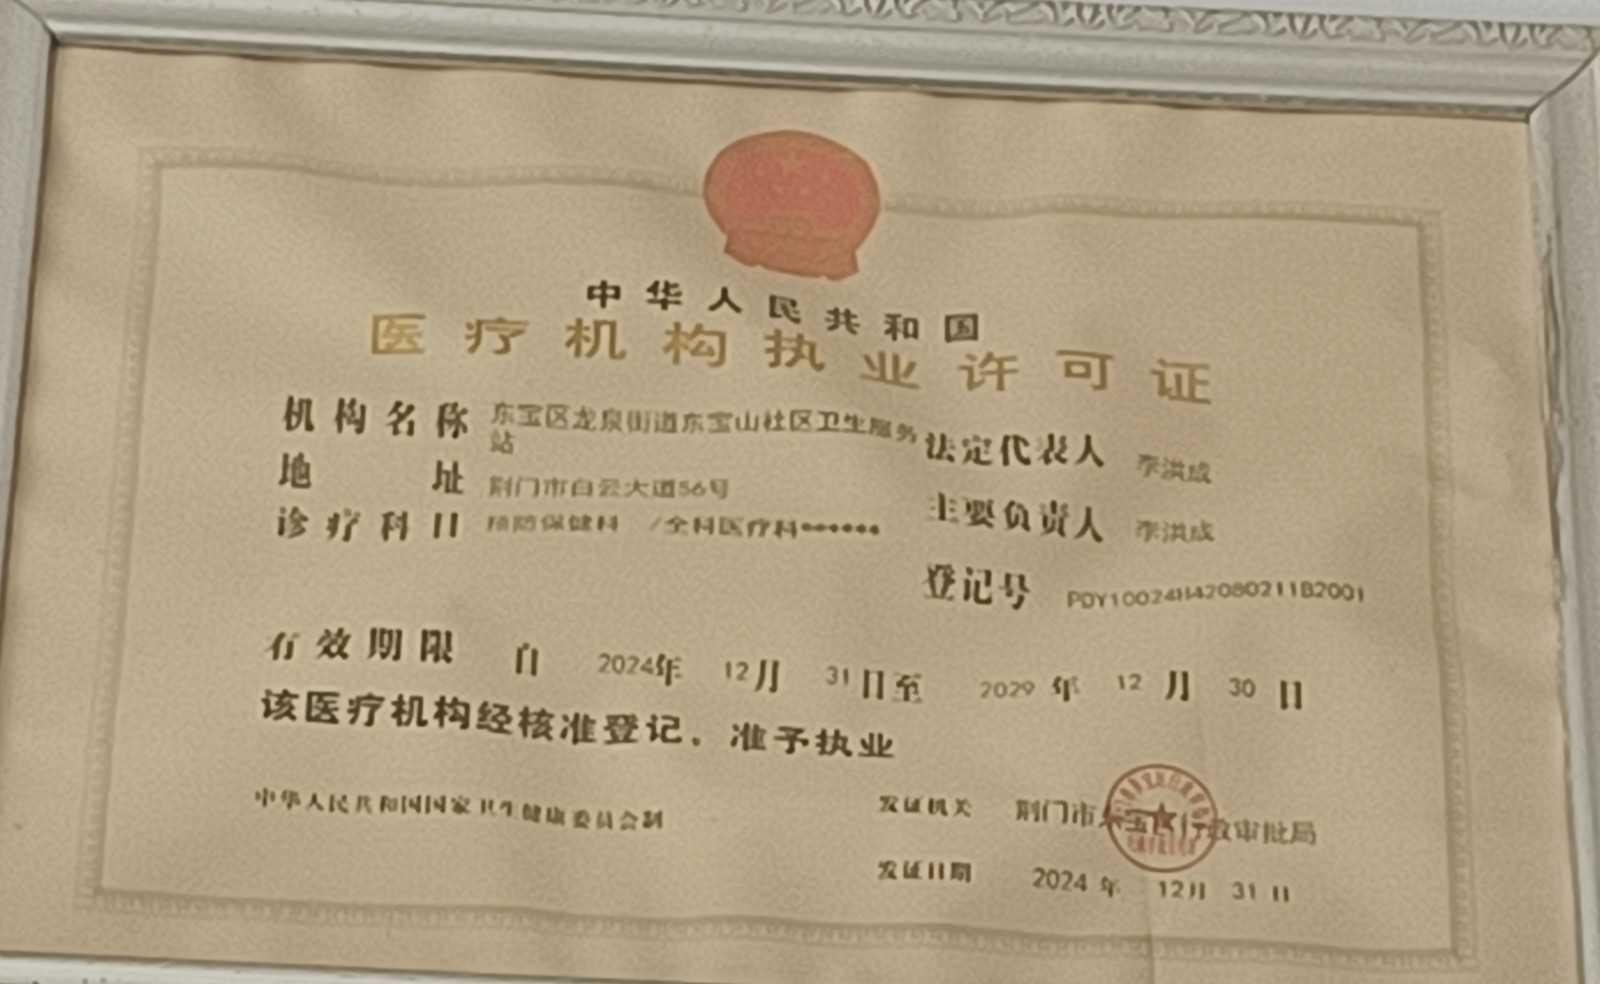 中华人民共和国
医疗机构执业许可证
机构名称 东宝区龙泉街道东宝山社区卫生服务站
法定代表人 李洪成
地址 荆门市白云大道56号
主要负责人 李洪成
诊疗科目 预防保健科 /全科医疗科******
登记号 PDY10024H42080211B2001
有效期限 自 2024年 12月 31日至 2029年 12月 30日
该医疗机构经核准登记，准予执业
中华人民共和国国家卫生健康委员会制
发证机关 荆门市东宝区行政审批局
发证日期 2024年 12月 31日